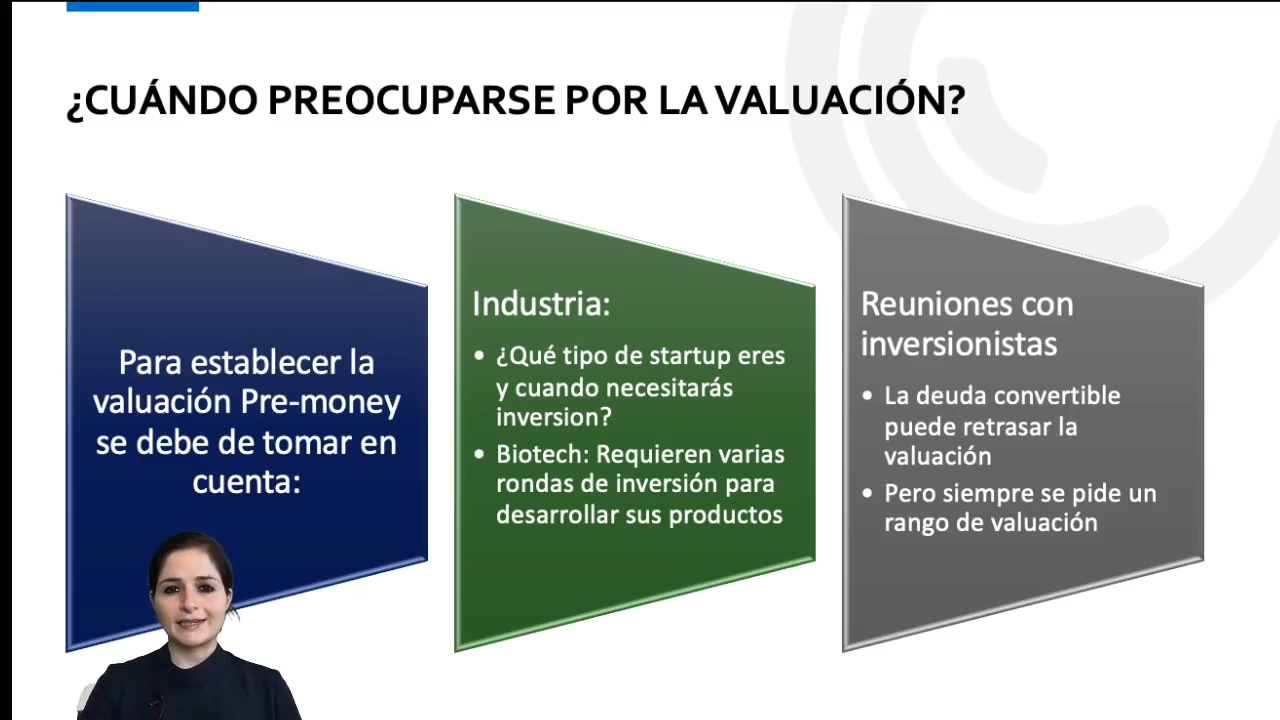 ¿CUÁNDO PREOCUPARSE POR LA VALUACIÓN?
Para establecer la
valuación Pre-money
se debe de tomar en
cuenta:
Industria:
• ¿Qué tipo de startup eres
y cuando necesitarás
inversion?
• Biotech: Requieren varias
rondas de inversión para
desarrollar sus productos
Reuniones con
inversionistas
• La deuda convertible
puede retrasar la
valuación
• Pero siempre se pide un
rango de valuación